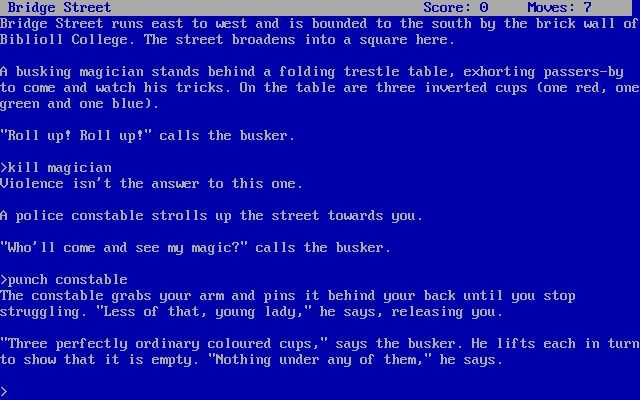 Bridge Street Score: 0 Moves: 7
Bridge Street runs east to west and is bounded to the south by the brick wall of
Biblioll College. The street broadens into a square here.
A busking magician stands behind a folding trestle table, exhorting passers-by
to come and watch his tricks. On the table are three inverted cups (one red, one
green and one blue).
"Roll up! Roll up!" calls the busker.
>kill magician
Violence isn't the answer to this one.
A police constable strolls up the street towards you.
"Who'll come and see my magic?" calls the busker.
>punch constable
The constable grabs your arm and pins it behind your back until you stop
struggling. "Less of that, young lady," he says, releasing you.
"Three perfectly ordinary coloured cups," says the busker. He lifts each in turn
to show that it is empty. "Nothing under any of them," he says.
>